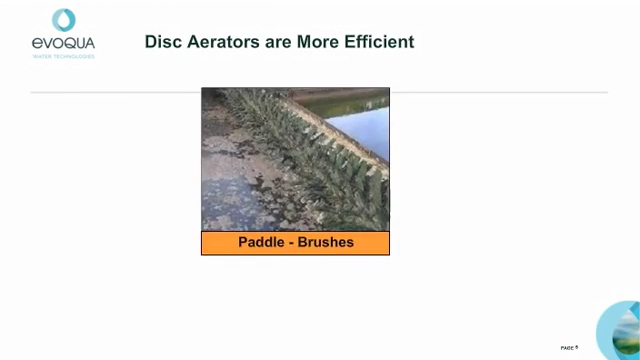 evoQUA
WATER TECHNOLOGIES
Disc Aerators are More Efficient
Paddle - Brushes
PAGE 6